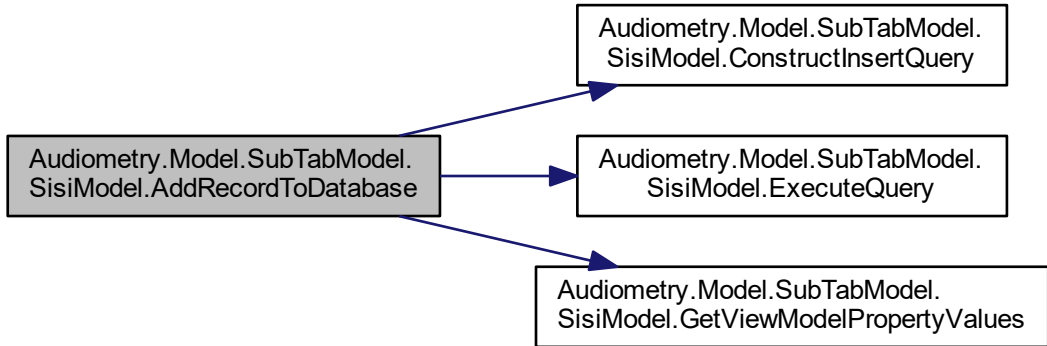 Audiometry.Model.SubTabModel.
SisiModel.ConstructInsertQuery
Audiometry.Model.SubTabModel.
SisiModel.AddRecordToDatabase
Audiometry.Model.SubTabModel.
SisiModel.ExecuteQuery
Audiometry.Model.SubTabModel.
SisiModel.GetViewModelPropertyValues